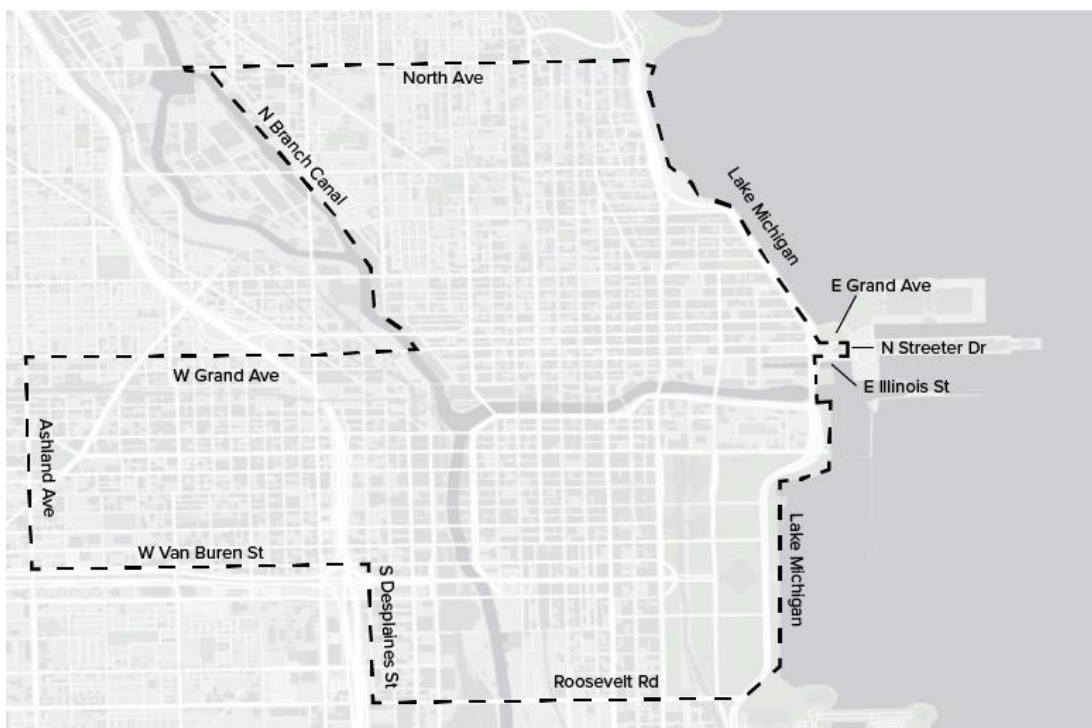 North Ave
N Branch Canal
Lake Michigan
E Grand Ave
N Streeter Dr
W Grand Ave
E Illinois St
Ashland Ave
Lake Michigan
W Van Buren St
S Desplaines St
Roosevelt Rd